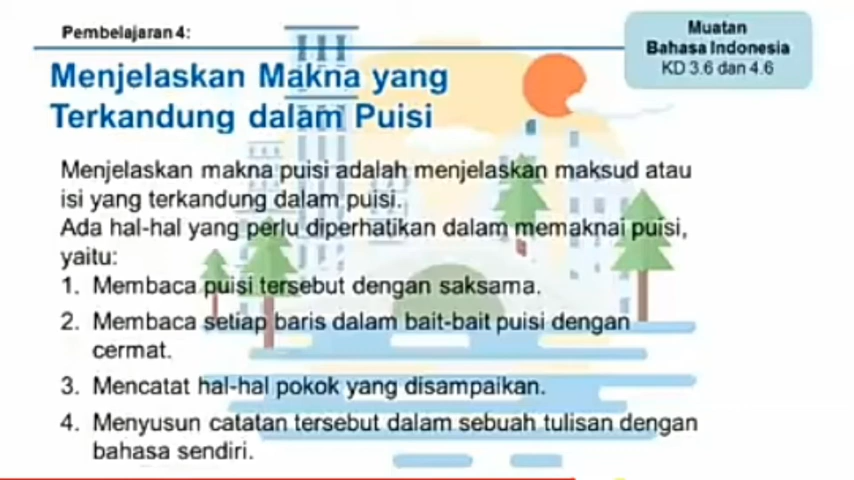 Pembelajaran 4:
Muatan
Bahasa Indonesia
KD 3.6 dan 4.6
Menjelaskan Makna yang
Terkandung dalam Puisi
Menjelaskan makna puisi adalah menjelaskan maksud atau
isi yang terkandung dalam puisi.
Ada hal-hal yang perlu diperhatikan dalam memaknai puisi,
yaitu:
1. Membaca puisi tersebut dengan saksama.
2. Membaca setiap baris dalam bait-bait puisi dengan
cermat.
3. Mencatat hal-hal pokok yang disampaikan.
4. Menyusun catatan tersebut dalam sebuah tulisan dengan
bahasa sendiri.